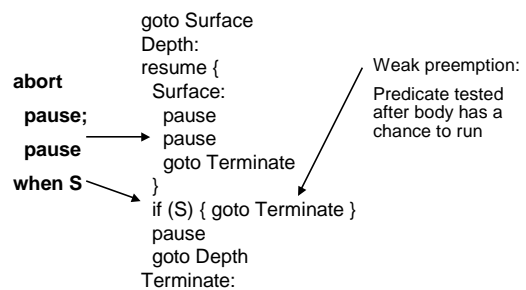 abort
pause;
pause
when S
goto Surface
Depth:
resume {
Surface:
pause
pause
goto Terminate
}
if (S) { goto Terminate }
pause
goto Depth
Terminate:
Weak preemption:
Predicate tested
after body has a
chance to run